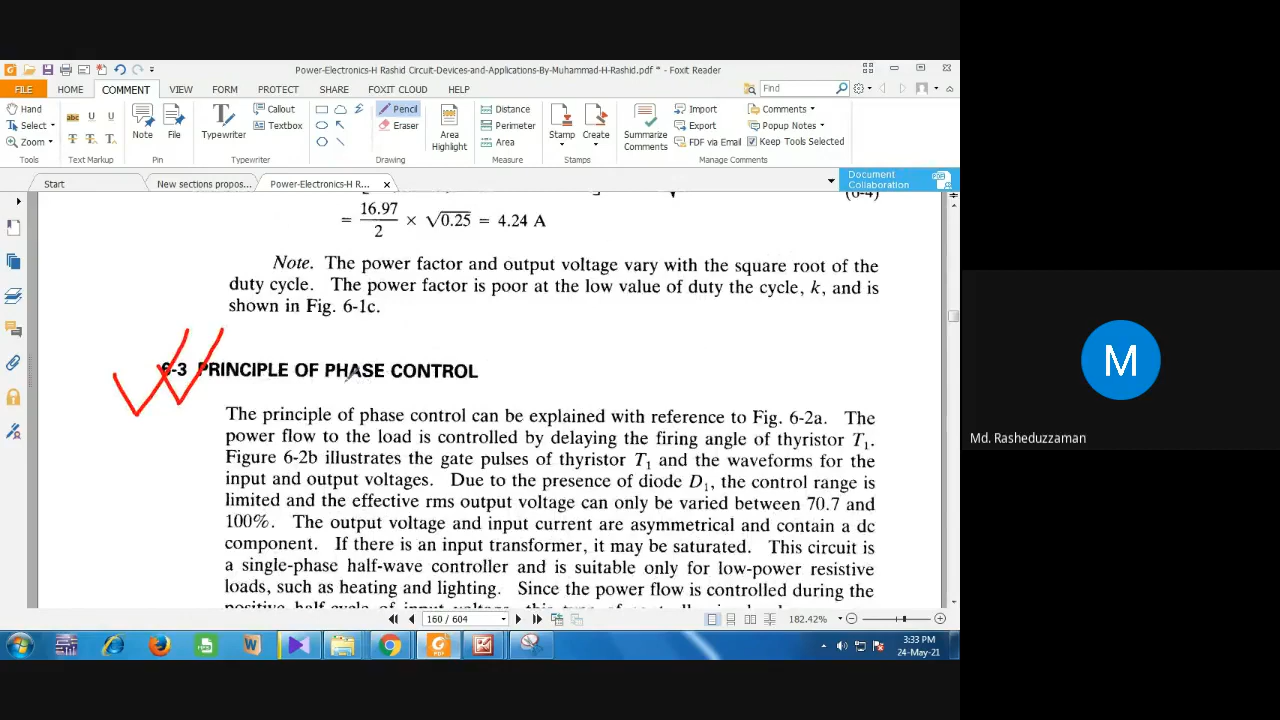 Power-Electronics-H Rashid Circuit-Devices-and-Applications-By-Muhammad-H-Rashid.pdf * - Foxit Reader
FILE HOME COMMENT VIEW FORM PROTECT SHARE FOXIT CLOUD HELP Find
Hand Select Zoom Tools
abc U U T T T Text Markup
Note File Pin
Typewriter Callout Textbox Typewriter
Pencil Eraser Drawing
Area Highlight
Distance Perimeter Area Measure
Stamp Create Stamps
Summarize Comments Import Export FDF via Email Comments Popup Notes Keep Tools Selected Manage Comments
Start New sections propos... Power-Electronics-H R... Document Collaboration
(6-4)
= 16.97/2 × √0.25 = 4.24 A
Note. The power factor and output voltage vary with the square root of the
duty cycle. The power factor is poor at the low value of duty the cycle, k, and is
shown in Fig. 6-1c.
6-3 PRINCIPLE OF PHASE CONTROL
The principle of phase control can be explained with reference to Fig. 6-2a. The
power flow to the load is controlled by delaying the firing angle of thyristor T₁.
Figure 6-2b illustrates the gate pulses of thyristor T₁ and the waveforms for the
input and output voltages. Due to the presence of diode D₁, the control range is
limited and the effective rms output voltage can only be varied between 70.7 and
100%. The output voltage and input current are asymmetrical and contain a dc
component. If there is an input transformer, it may be saturated. This circuit is
a single-phase half-wave controller and is suitable only for low-power resistive
loads, such as heating and lighting. Since the power flow is controlled during the
positive half-cycle of input voltage, this type of
160 / 604 182.42%
3:33 PM
24-May-21
M
Md. Rasheduzzaman